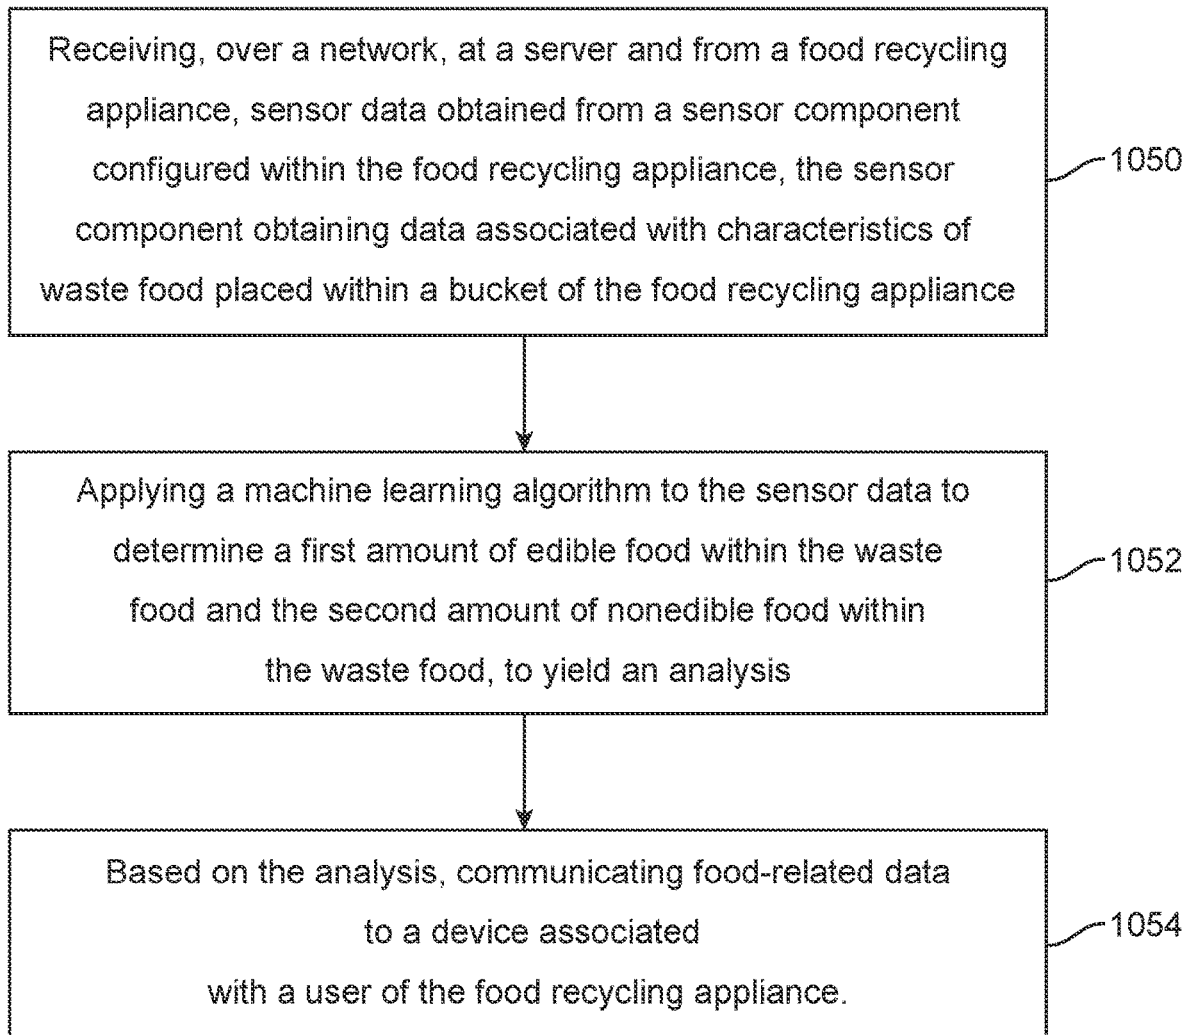 Receiving, over a network, at a server and from a food recycling
appliance, sensor data obtained from a sensor component
configured within the food recycling appliance, the sensor
component obtaining data associated with characteristics of
waste food placed within a bucket of the food recycling appliance
1050
Applying a machine learning algorithm to the sensor data to
determine a first amount of edible food within the waste
food and the second amount of nonedible food within
the waste food, to yield an analysis
1052
Based on the analysis, communicating food-related data
to a device associated
with a user of the food recycling appliance.
1054